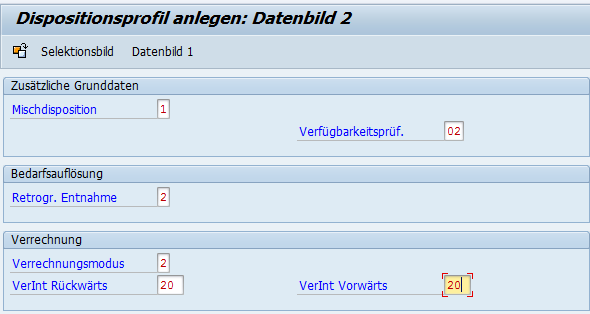 Dispositionsprofil anlegen: Datenbild 2
Selektionsbild Datenbild 1
Zusätzliche Grunddaten
Mischdisposition 1
Verfügbarkeitsprüf. 02
Bedarfsauflösung
Retrogr. Entnahme 2
Verrechnung
Verrechnungsmodus 2
VerInt Rückwärts 20 VerInt Vorwärts 20